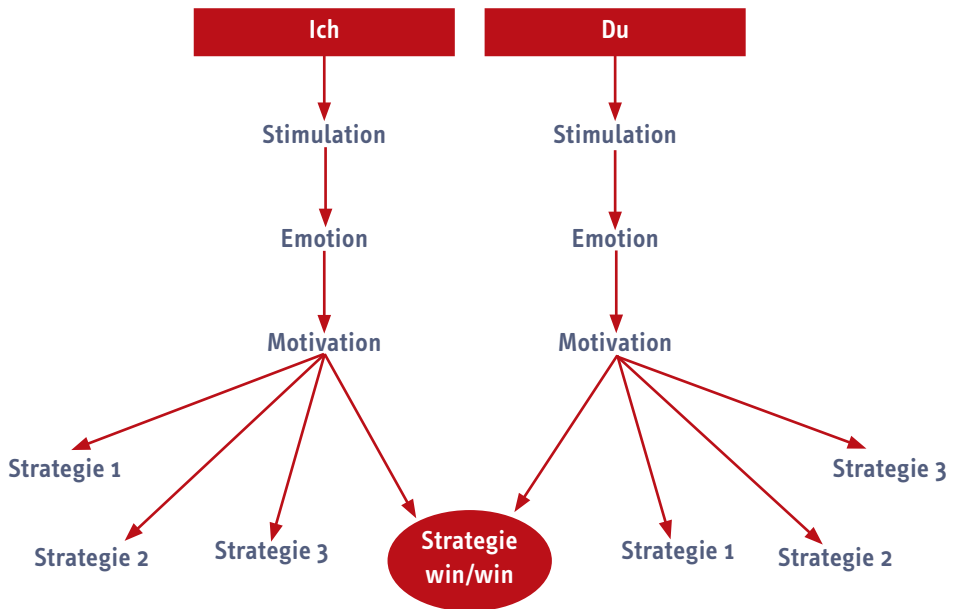 Ich
Du
Stimulation
Stimulation
Emotion
Emotion
Motivation
Motivation
Strategie 1
Strategie 2
Strategie 3
Strategie
win/win
Strategie 1
Strategie 2
Strategie 3